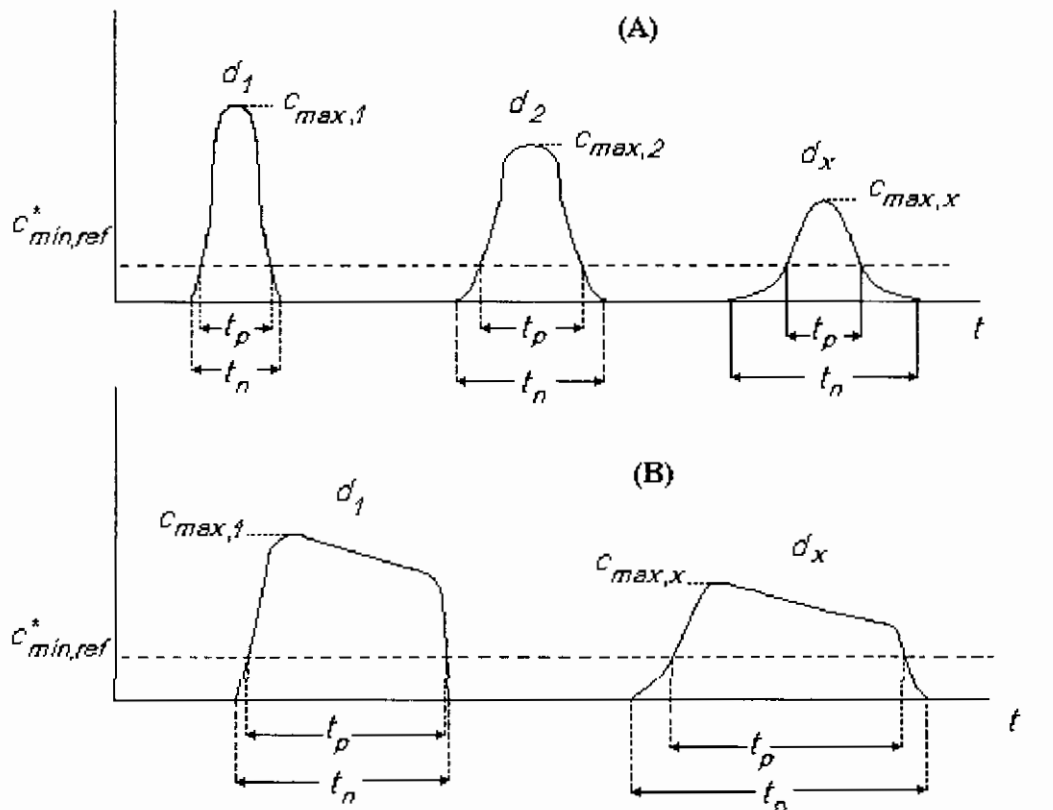 (A)
d1
cmax,1
d2
cmax,2
dx
cmax,x
c*min,ref
tp
tn
tp
tn
tp
tn
t
(B)
d1
cmax,1
dx
cmax,x
c*min,ref
tp
tn
tp
tn
t